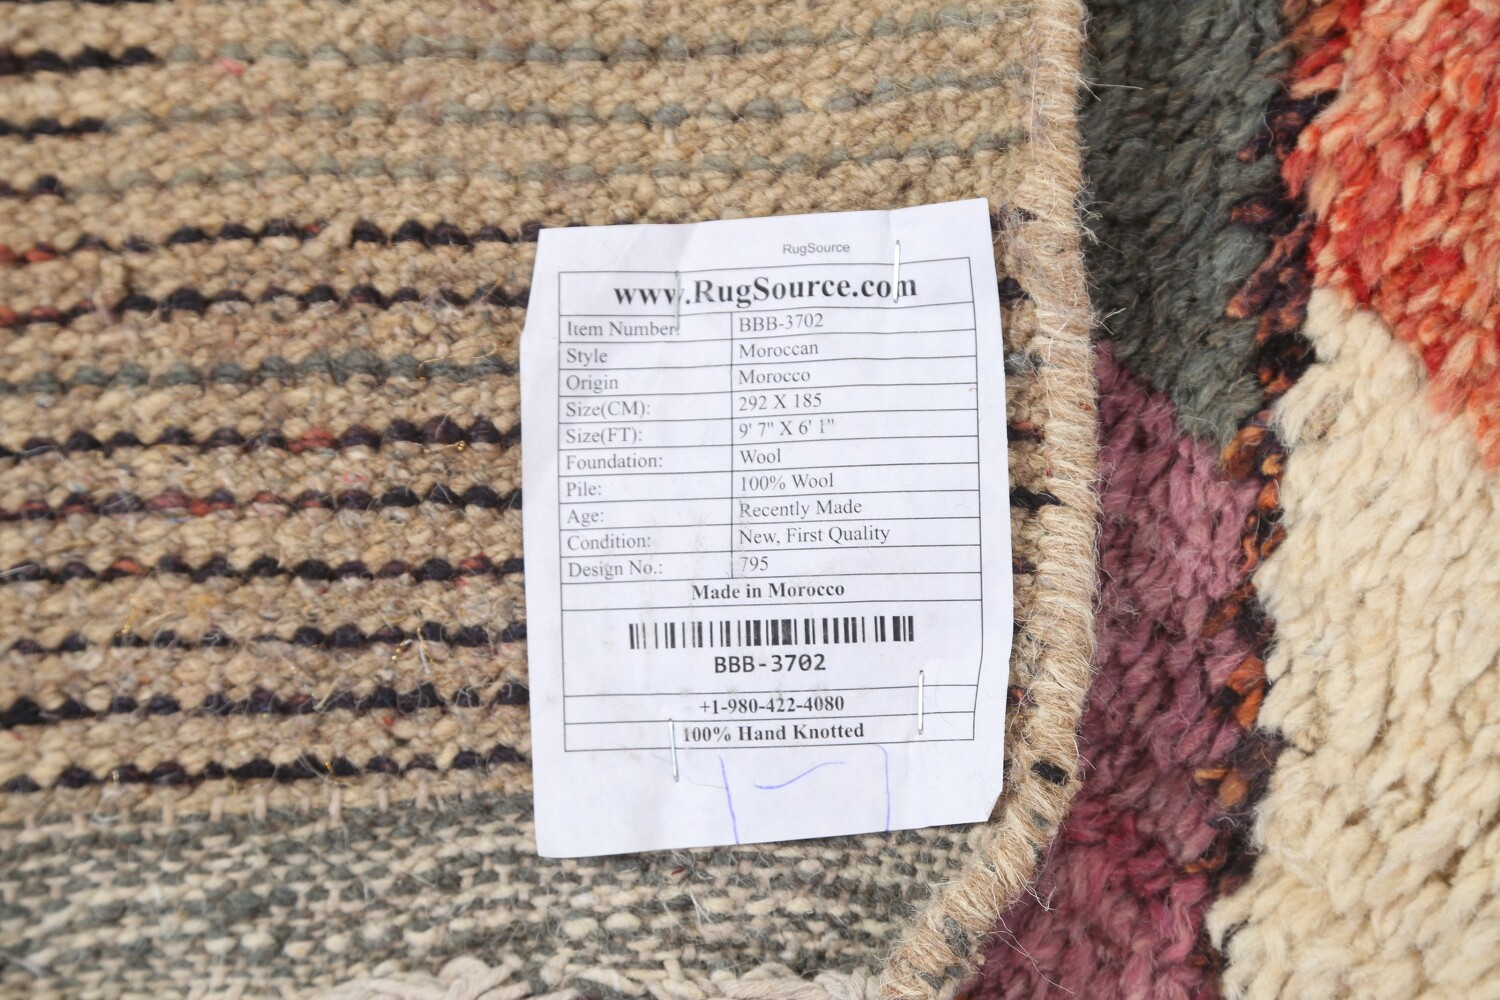 RugSource
www.RugSource.com
Item Number: BBB-3702
Style Moroccan
Origin Morocco
Size(CM): 292 X 185
Size(FT): 9' 7" X 6' 1"
Foundation: Wool
Pile: 100% Wool
Age: Recently Made
Condition: New, First Quality
Design No.: 795
Made in Morocco
BBB-3702
+1-980-422-4080
100% Hand Knotted